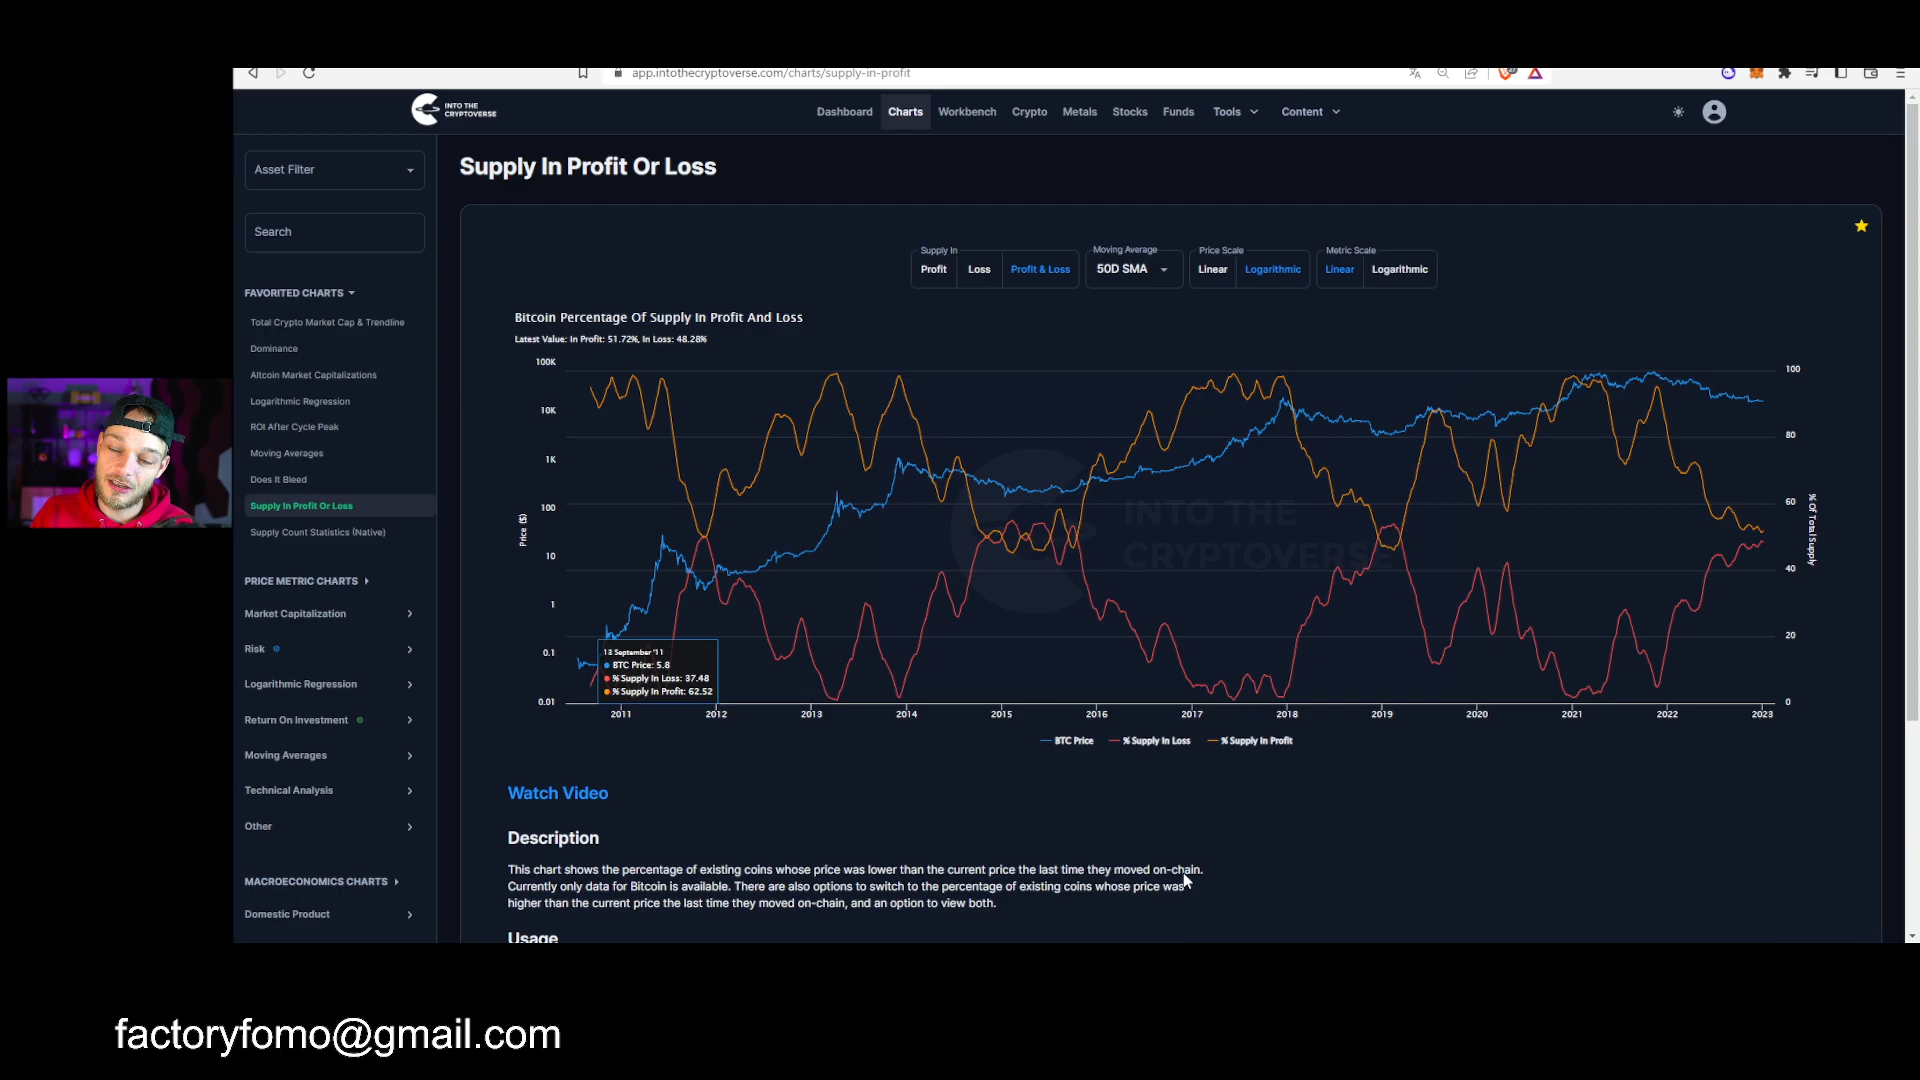 app.intothecryptoverse.com/charts/supply-in-profit
INTO THE
CRYPTOVERSE
Dashboard
Charts
Workbench
Crypto
Metals
Stocks
Funds
Tools
Content
Asset Filter
Search
FAVORITED CHARTS
Total Crypto Market Cap & Trendline
Dominance
Altcoin Market Capitalizations
Logarithmic Regression
ROI After Cycle Peak
Moving Averages
Does It Bleed
Supply In Profit Or Loss
Supply Count Statistics (Native)
PRICE METRIC CHARTS
Market Capitalization
Risk
Logarithmic Regression
Return On Investment
Moving Averages
Technical Analysis
Other
MACROECONOMICS CHARTS
Domestic Product
Supply In Profit Or Loss
Supply In
Profit
Loss
Profit & Loss
Moving Average
50D SMA
Price Scale
Linear
Logarithmic
Metric Scale
Linear
Logarithmic
Bitcoin Percentage Of Supply In Profit And Loss
Latest Value: In Profit: 51.72%, In Loss: 48.28%
100K
10K
1K
100
10
1
0.1
0.01
Price ($)
100
80
60
40
20
0
% Of Total Supply
INTO THE
CRYPTOVERSE
13 September '11
BTC Price: 5.8
% Supply In Loss: 37.48
% Supply In Profit: 62.52
2011 2012 2013 2014 2015 2016 2017 2018 2019 2020 2021 2022 2023
BTC Price % Supply In Loss % Supply In Profit
Watch Video
Description
This chart shows the percentage of existing coins whose price was lower than the current price the last time they moved on-chain.
Currently only data for Bitcoin is available. There are also options to switch to the percentage of existing coins whose price was
higher than the current price the last time they moved on-chain, and an option to view both.
Usage
factoryfomo@gmail.com